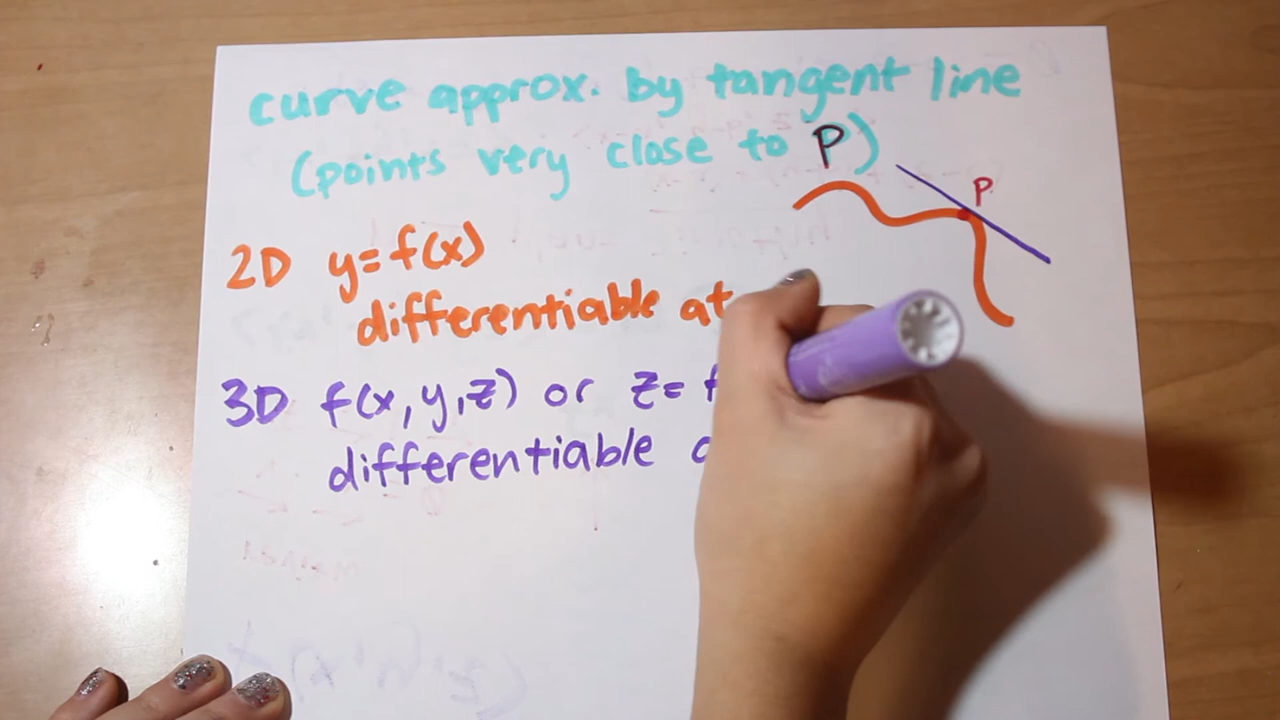 curve approx. by tangent line
(points very close to P)
P
2D y=f(x)
differentiable at
3D f(x,y,z) or z=
differentiable